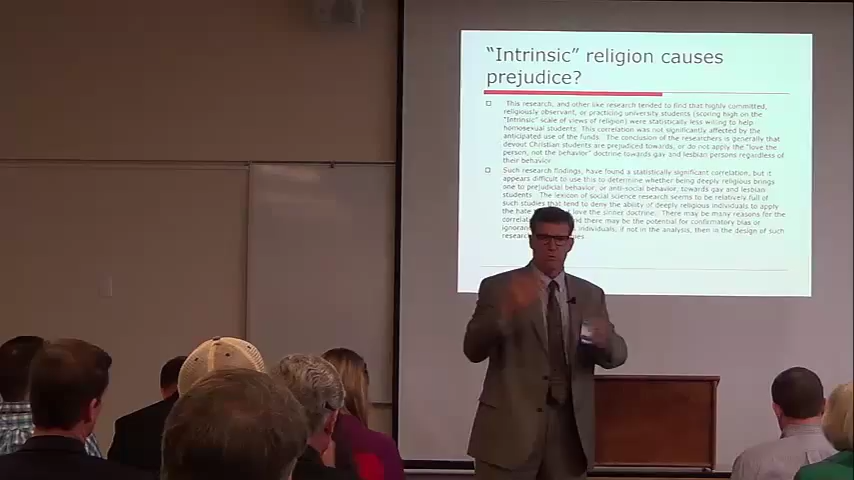 “Intrinsic” religion causes
prejudice?
This research, and other like research tended to find that highly committed,
religiously observant, or practicing university students (scoring high on the
“Intrinsic” scale of views of religion) were statistically less willing to help
homosexual students. This correlation was not significantly affected by the
anticipated use of the funds. The conclusion of the researchers is generally that
devout Christian students are prejudiced towards, or do not apply the “love the
person, not the behavior” doctrine towards gay and lesbian persons regardless of
their behavior
Such research findings, have found a statistically significant correlation, but it
appears difficult to use this to determine whether being deeply religious brings
one to prejudicial behavior, or anti-social behavior, towards gay and lesbian
students. The lexicon of social science research seems to be relatively full of
such studies that tend to deny the ability of deeply religious individuals to apply
the hate love the sinner doctrine. There may be many reasons for the
there may be the potential for confirmatory bias or
individuals, if not in the analysis, then in the design of such